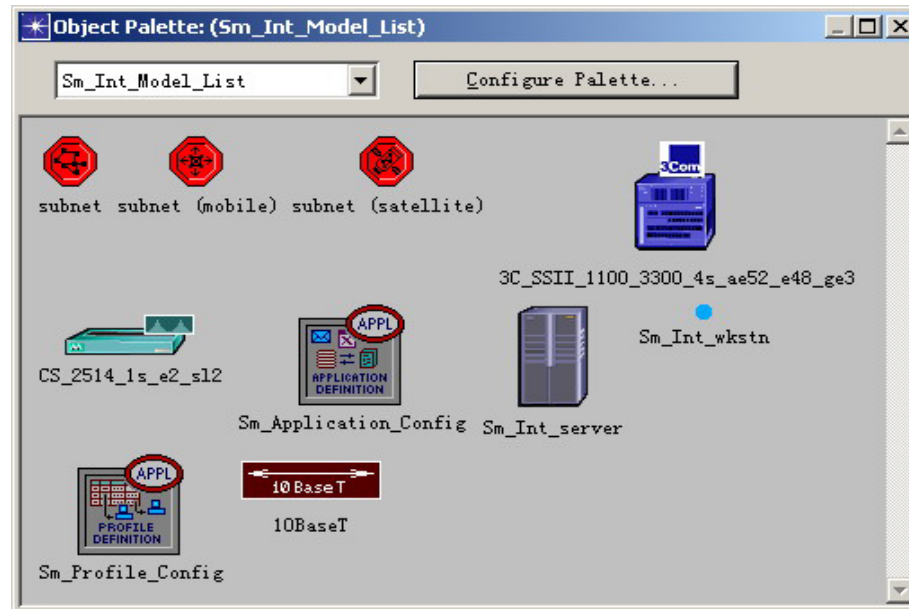 Object Palette: (Sm_Int_Model_List)
Sm_Int_Model_List
Configure Palette...
subnet
subnet (mobile)
subnet (satellite)
3Com
3C_SSII_1100_3300_4s_ae52_e48_ge3
CS_2514_1s_e2_sl2
APPL
APPLICATION
DEFINITION
Sm_Application_Config
Sm_Int_server
Sm_Int_wkstn
APPL
PROFILE
DEFINITION
Sm_Profile_Config
10BaseT
10BaseT